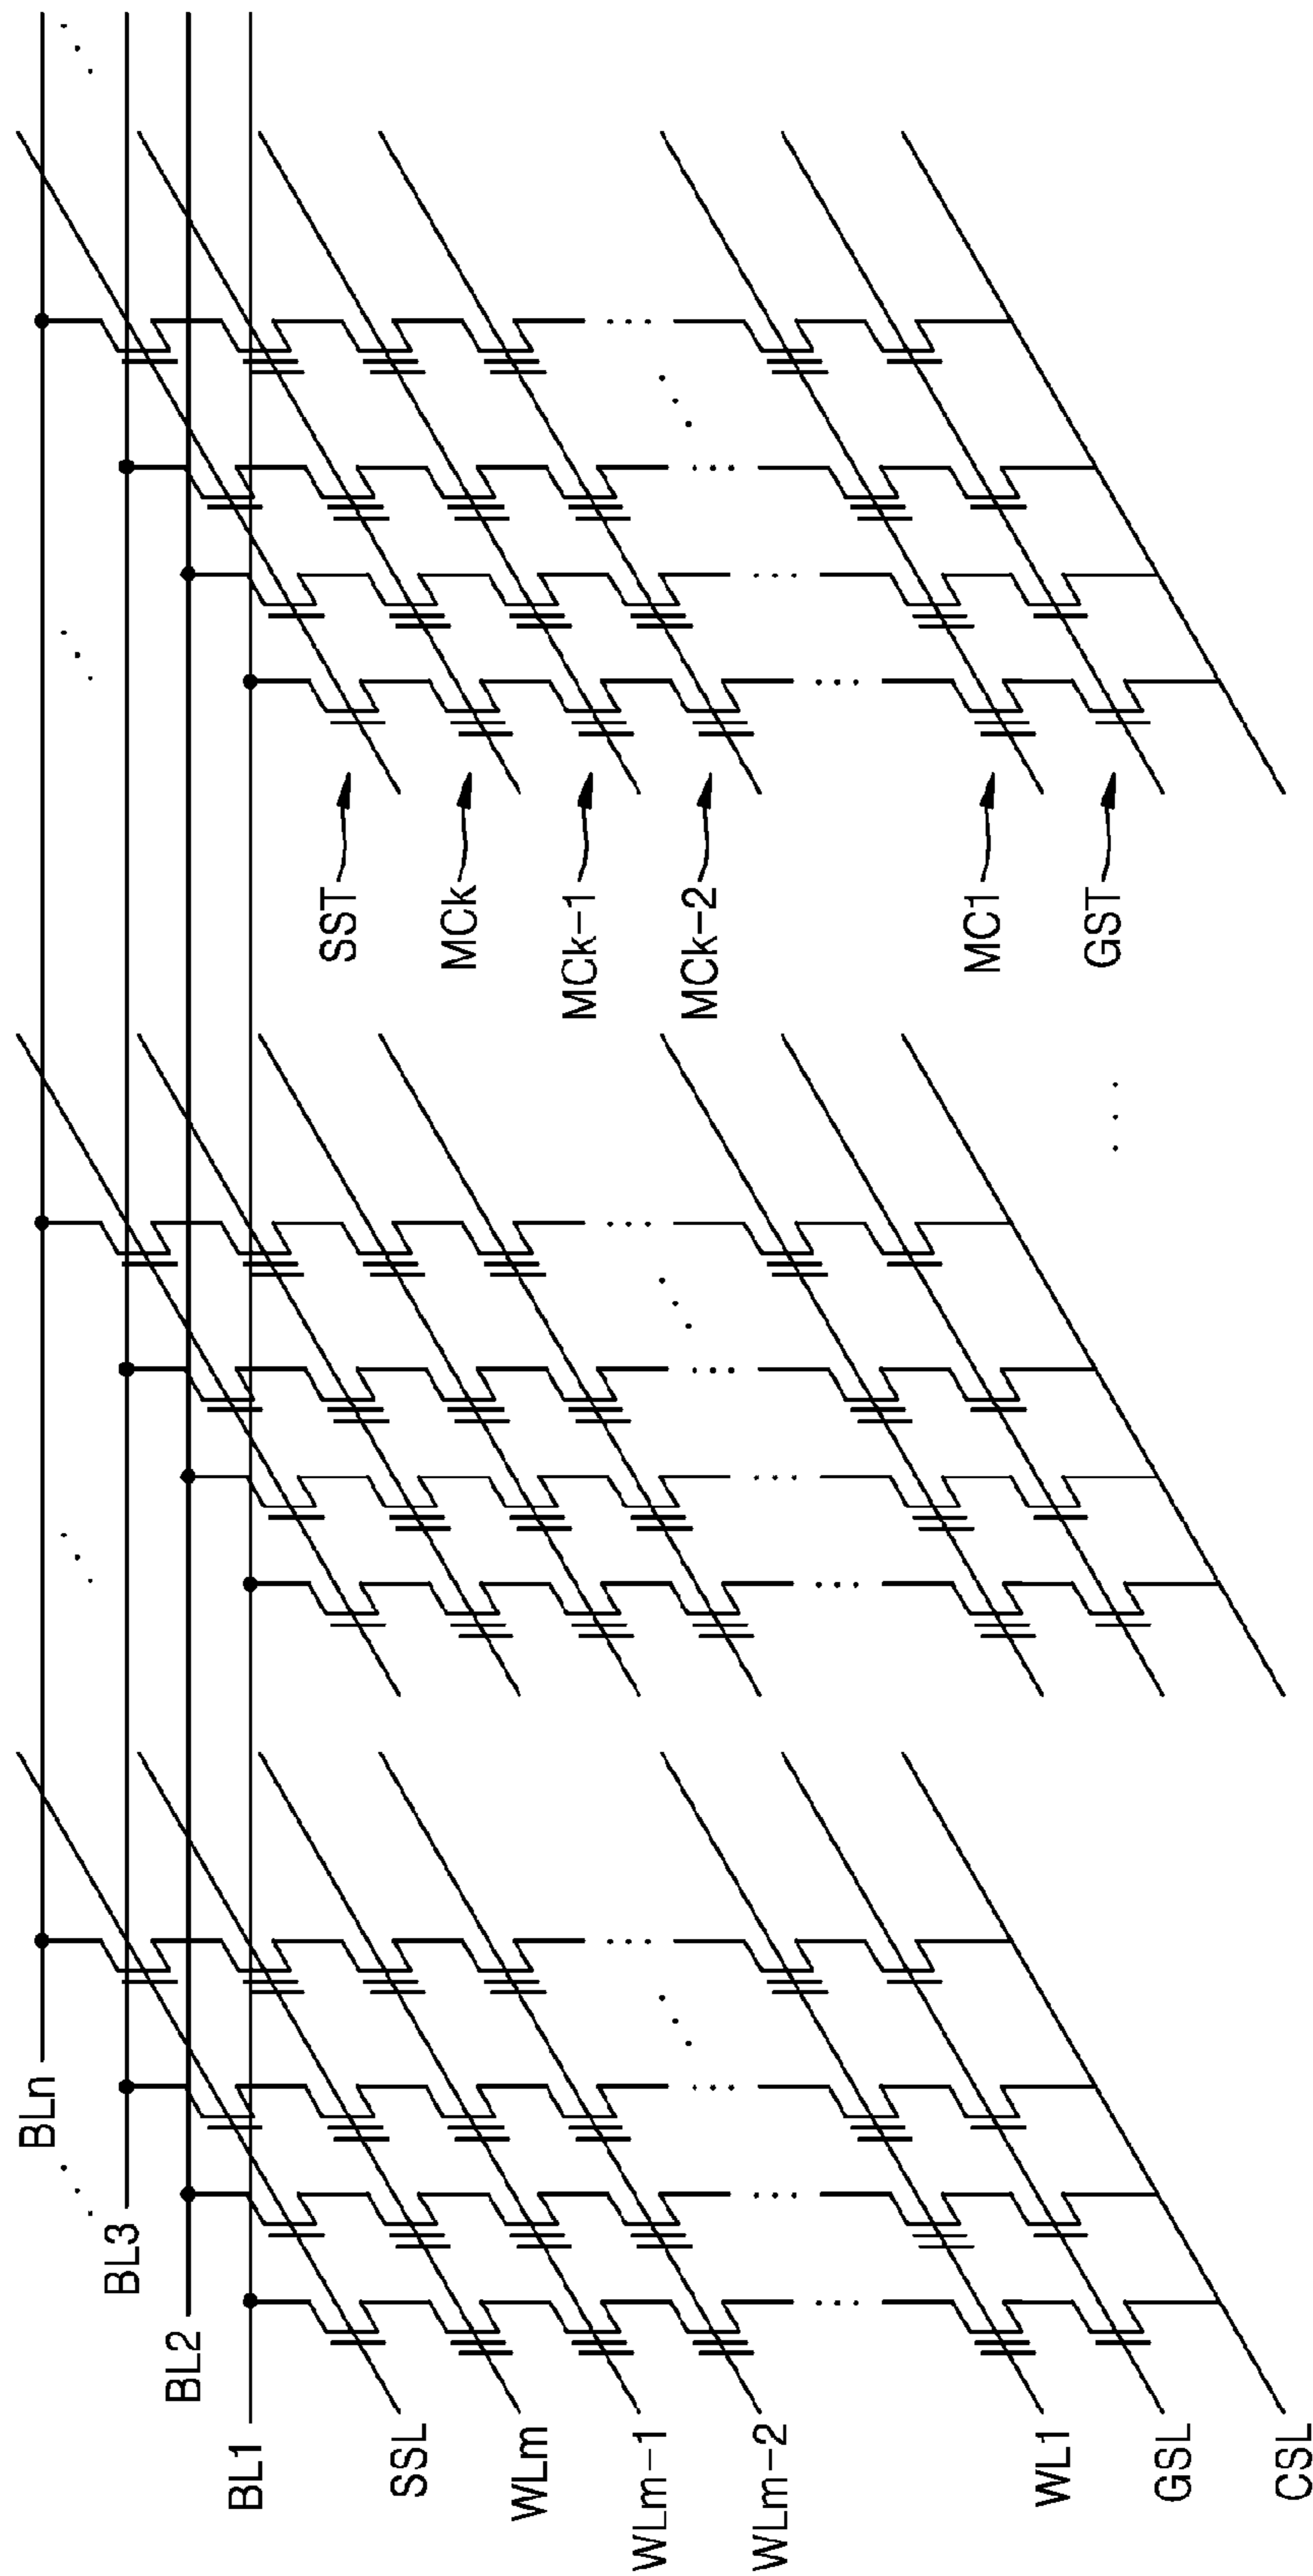 BLn
BL3
BL2
BL1
SSL
WLm
WLm-1
WLm-2
WL1
GSL
CSL
SST
MCk
MCk-1
MCk-2
MC1
GST